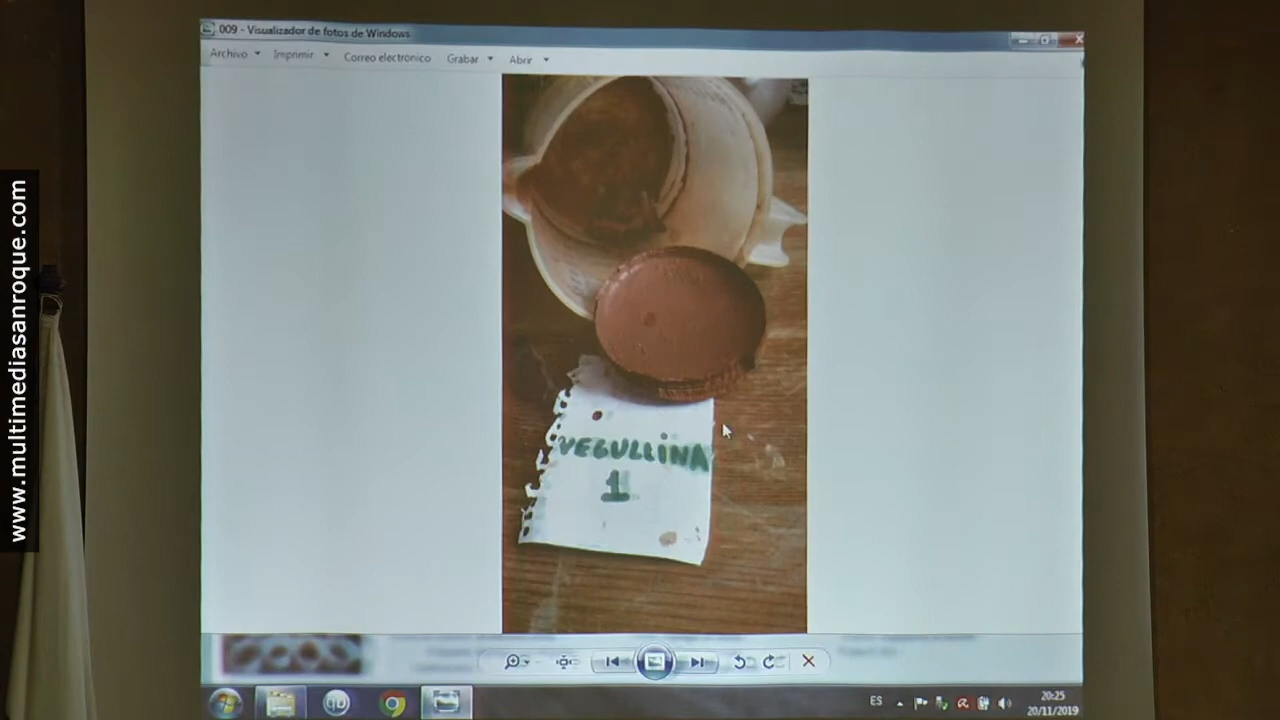 009 - Visualizador de fotos de Windows
Archivo Imprimir Correo electrónico Grabar Abrir
VEGULLINA
1
www.multimediasanroque.com
ES
20:25
20/11/2019